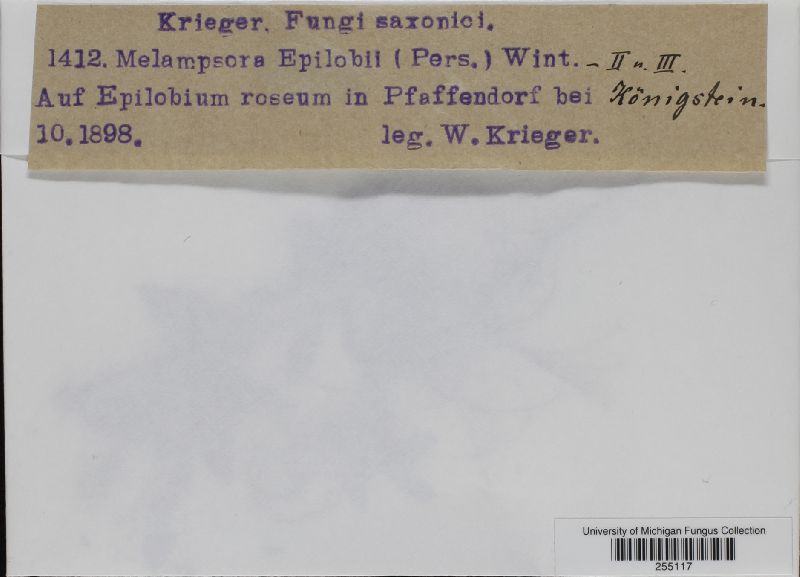 Krieger. Fungi saxonici.
1412. Melampsora Epilobii (Pers.) Wint. – II u. III.
Auf Epilobium roseum in Pfaffendorf bei Königstein.
10. 1898. leg. W. Krieger.
University of Michigan Fungus Collection
255117